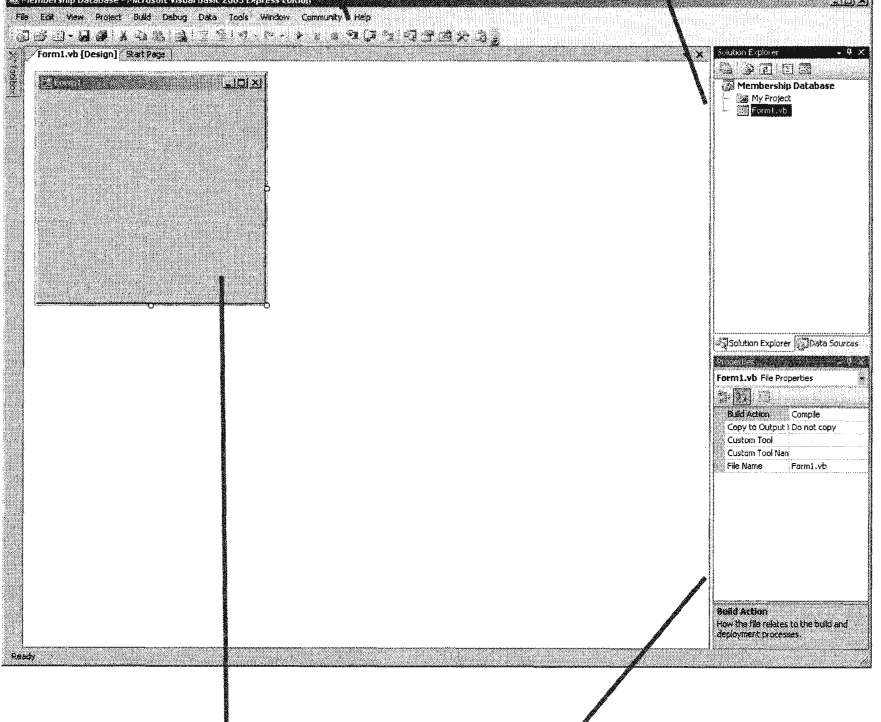 Membership Database - Microsoft Visual Basic 2005 Express Edition
File Edit View Project Build Debug Data Tools Window Community Help
Form1.vb [Design] Start Page
Toolbox
Form1
Solution Explorer
Membership Database
My Project
Form1.vb
Solution Explorer Data Sources
Properties
Form1.vb File Properties
Build Action Compile
Copy to Output Do not copy
Custom Tool
Custom Tool Nam
File Name Form1.vb
Build Action
How the file relates to the build and
deployment processes.
Ready